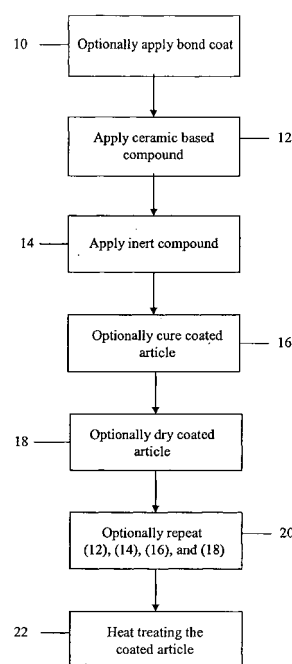 10
Optionally apply bond coat
Apply ceramic based
compound
12
14
Apply inert compound
Optionally cure coated
article
16
18
Optionally dry coated
article
Optionally repeat
(12), (14), (16), and (18)
20
22
Heat treating the
coated article